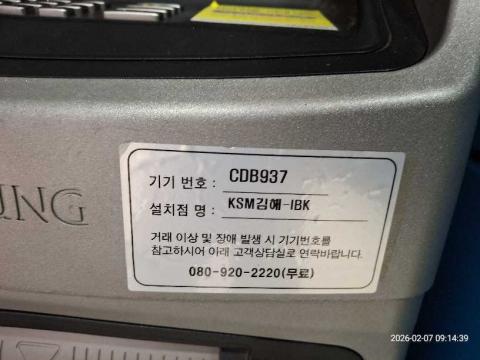 UNG
기기 번호 : CDB937
설치점 명 : KSM김해-IBK
거래 이상 및 장애 발생 시 기기번호를
참고하시어 아래 고객상담실로 연락바랍니다.
080-920-2220(무료)
2026-02-07 09:14:39